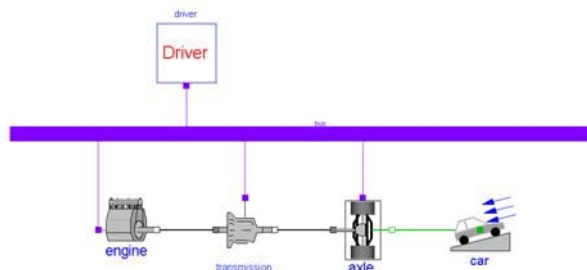 driver
Driver
bus
engine
transmission
axle
car